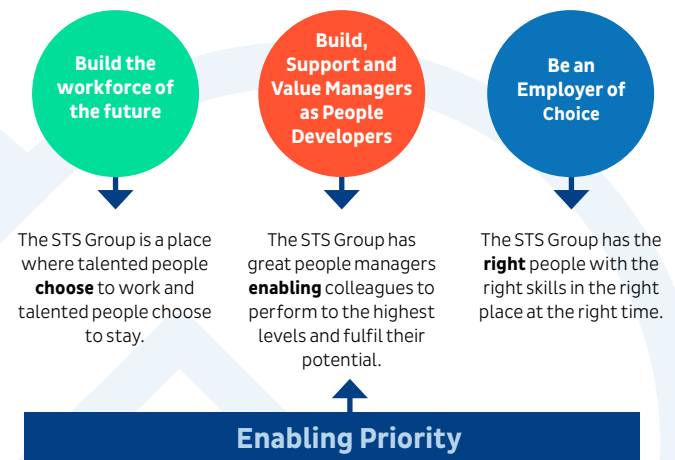 Build the
workforce of
the future
Build,
Support and
Value Managers
as People
Developers
Be an
Employer of
Choice
The STS Group is a place
where talented people
choose to work and
talented people choose
to stay.
The STS Group has
great people managers
enabling colleagues to
perform to the highest
levels and fulfil their
potential.
The STS Group has the
right people with the
right skills in the right
place at the right time.
Enabling Priority